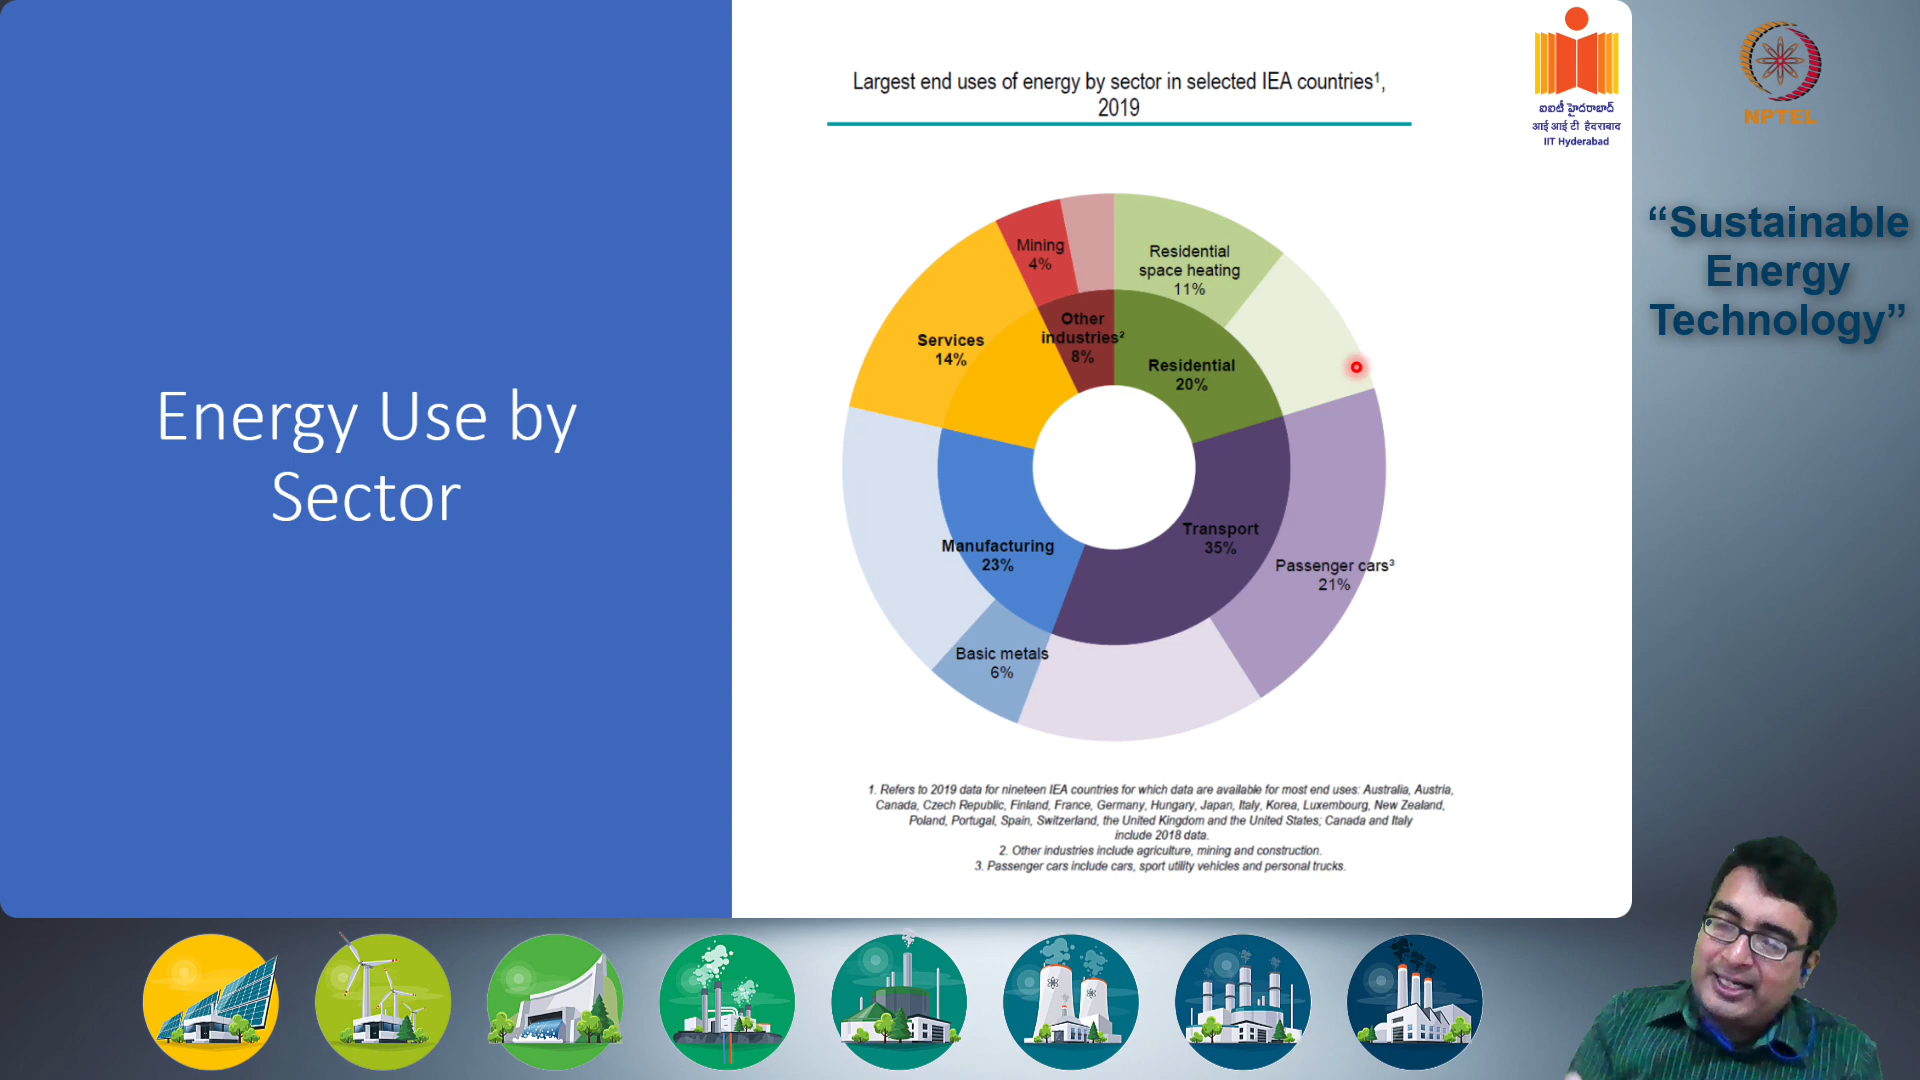 Energy Use by
Sector
Largest end uses of energy by sector in selected IEA countries¹,
2019
Residential
space heating
11%
Mining
4%
Other
industries²
8%
Services
14%
Residential
20%
Transport
35%
Passenger cars³
21%
Manufacturing
23%
Basic metals
6%
1. Refers to 2019 data for nineteen IEA countries for which data are available for most end uses: Australia, Austria,
Canada, Czech Republic, Finland, France, Germany, Hungary, Japan, Italy, Korea, Luxembourg, New Zealand,
Poland, Portugal, Spain, Switzerland, the United Kingdom and the United States; Canada and Italy
include 2018 data.
2. Other industries include agriculture, mining and construction.
3. Passenger cars include cars, sport utility vehicles and personal trucks.
ఐఐటీ హైదరాబాద్
आई आई टी हैदराबाद
IIT Hyderabad
NPTEL
“Sustainable
Energy
Technology”